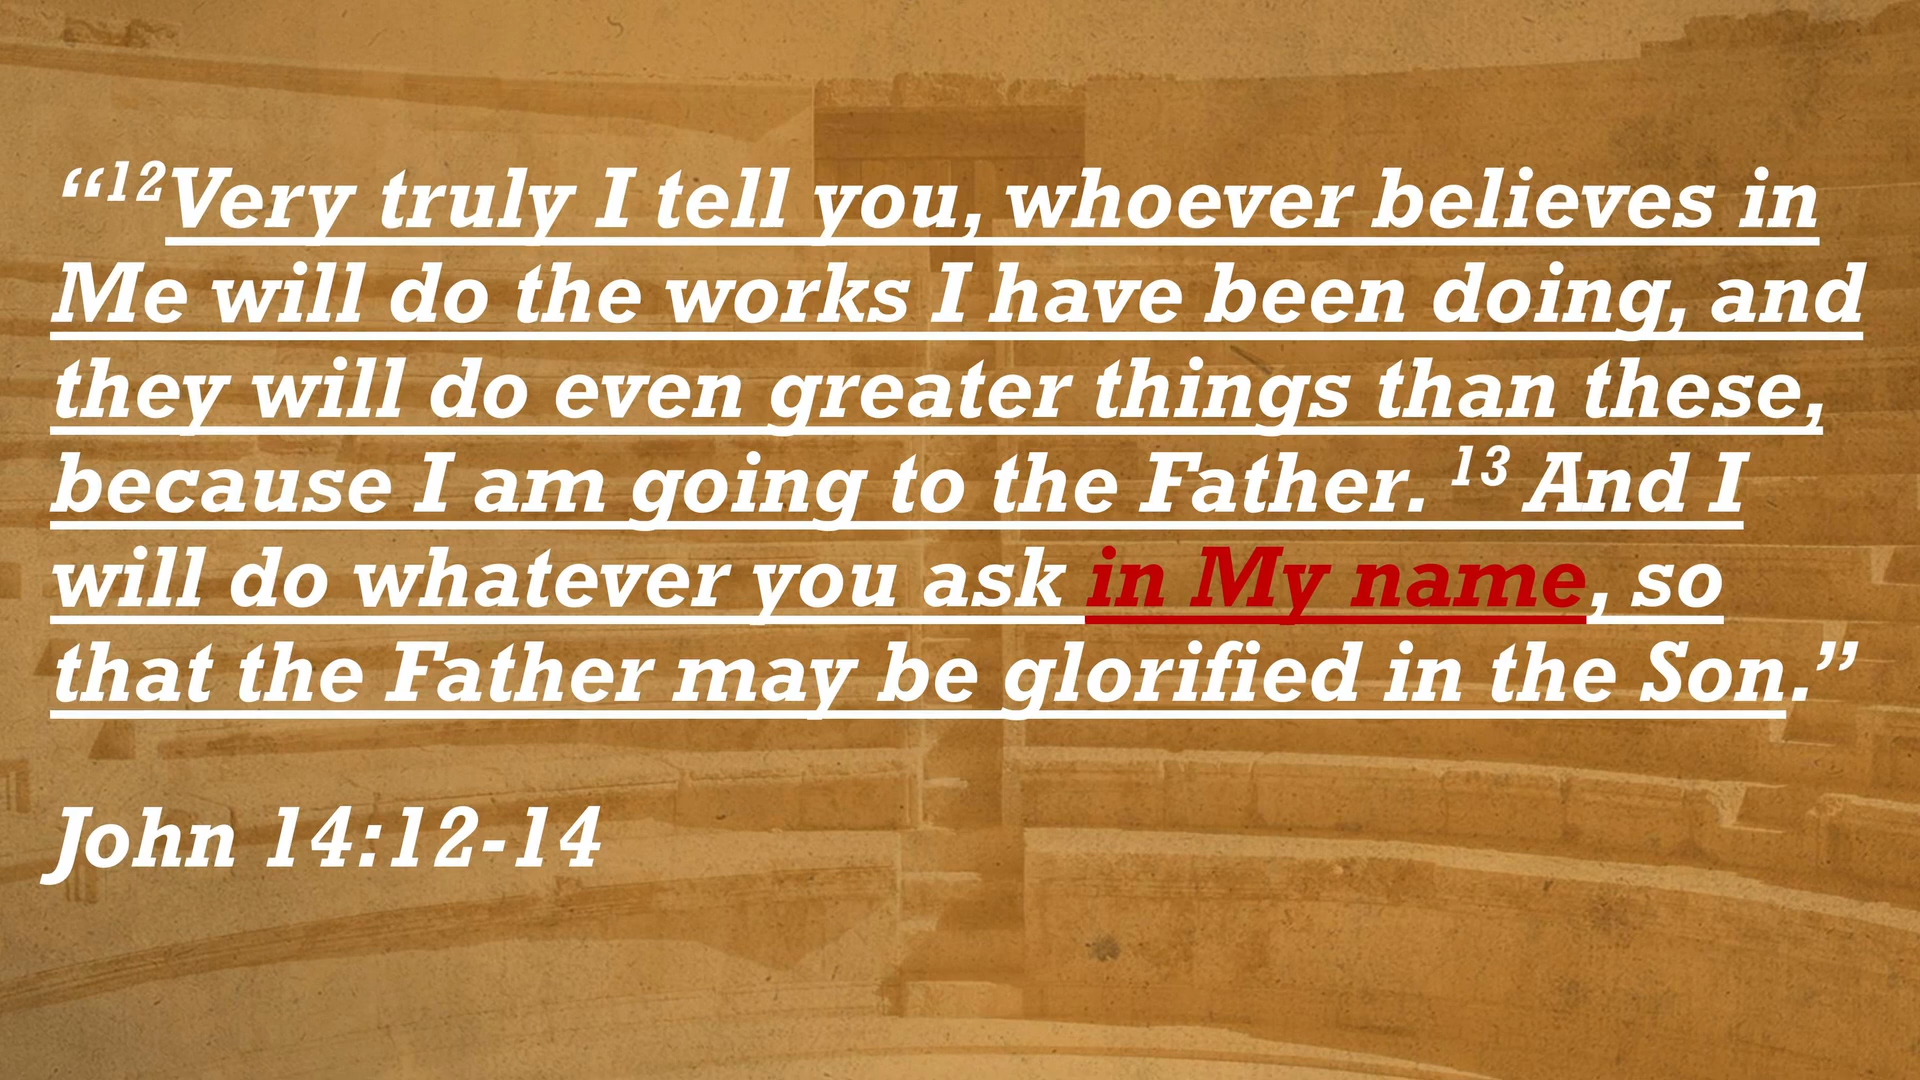 “¹²Very truly I tell you, whoever believes in
Me will do the works I have been doing, and
they will do even greater things than these,
because I am going to the Father. ¹³ And I
will do whatever you ask in My name, so
that the Father may be glorified in the Son.”
John 14:12-14